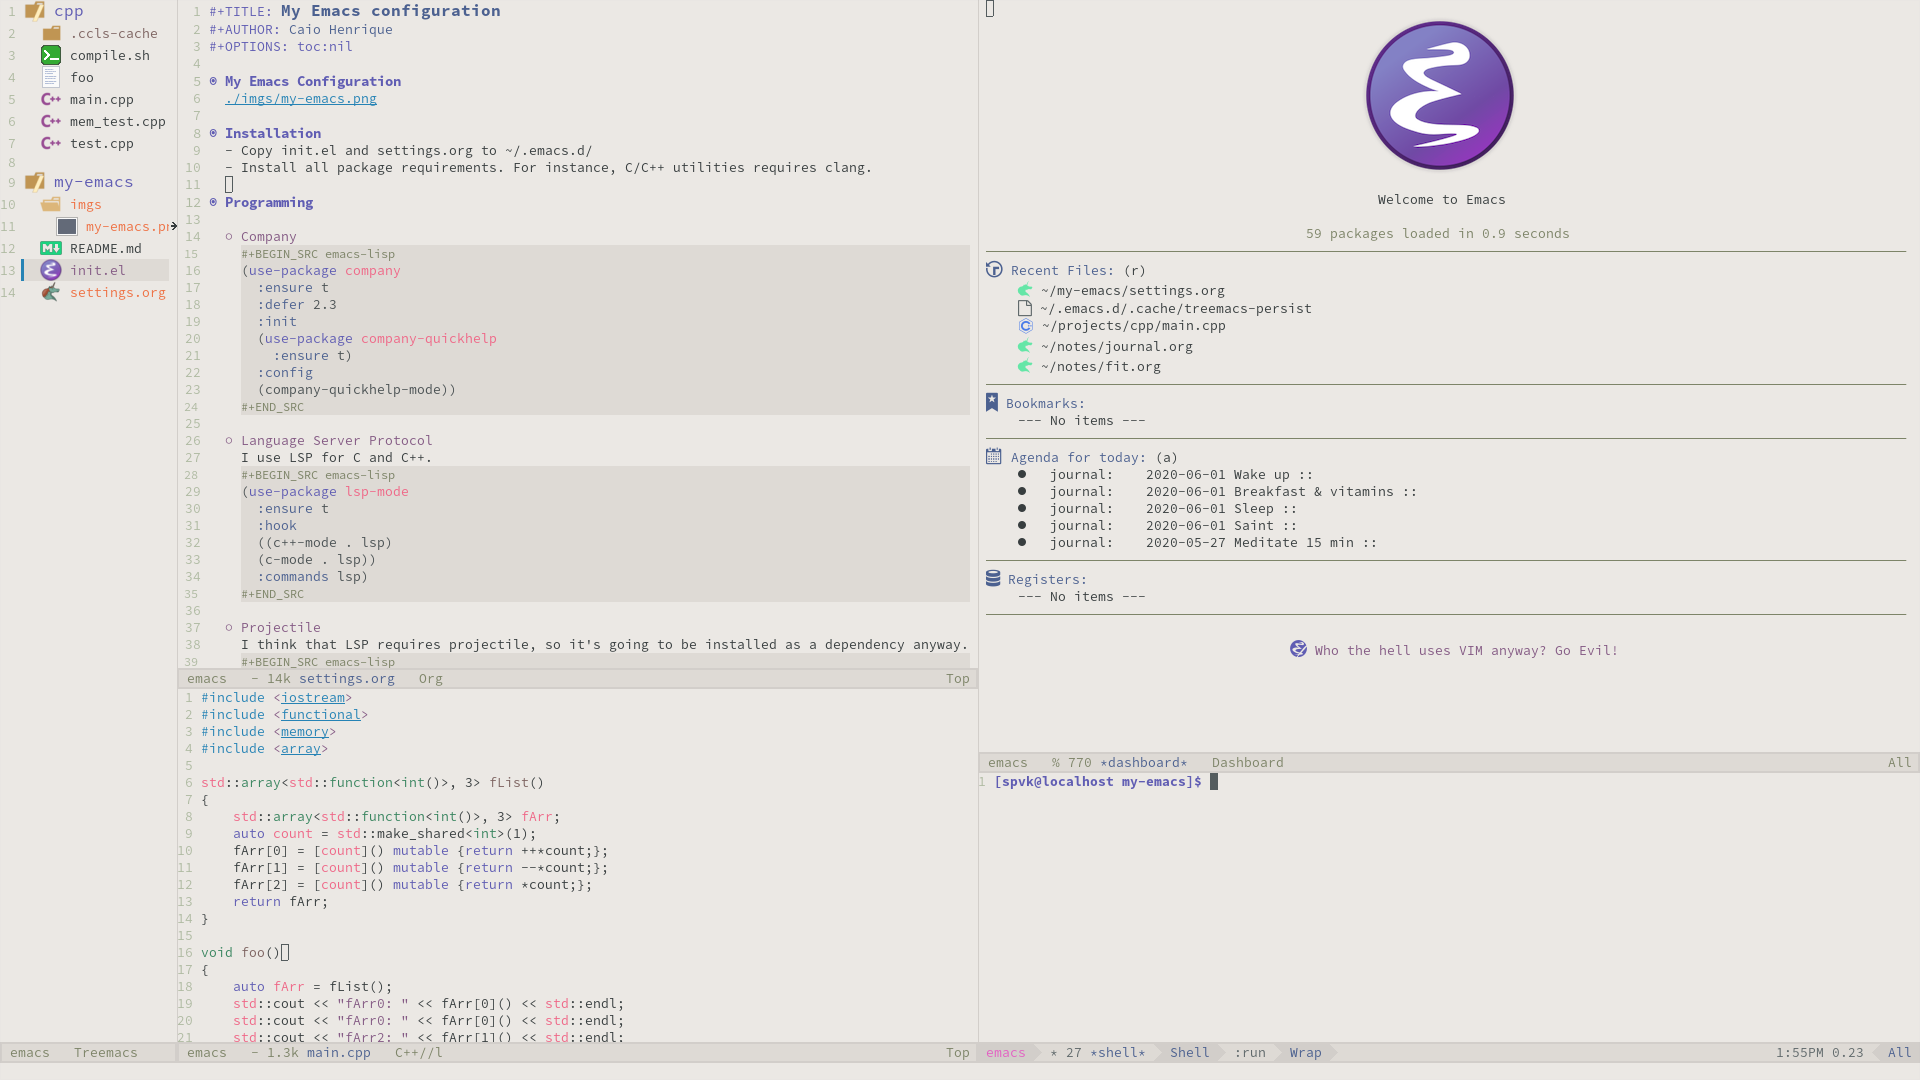 1 cpp
2 .ccls-cache
3 compile.sh
4 foo
5 main.cpp
6 mem_test.cpp
7 test.cpp
8
9 my-emacs
10 imgs
11 my-emacs.pn
12 README.md
13 init.el
14 settings.org
emacs   Treemacs
1 #+TITLE: My Emacs configuration
2 #+AUTHOR: Caio Henrique
3 #+OPTIONS: toc:nil
4
5 My Emacs Configuration
6   ./imgs/my-emacs.png
7
8 Installation
9   - Copy init.el and settings.org to ~/.emacs.d/
10   - Install all package requirements. For instance, C/C++ utilities requires clang.
11
12 Programming
13
14   ○ Company
15     #+BEGIN_SRC emacs-lisp
16     (use-package company
17       :ensure t
18       :defer 2.3
19       :init
20       (use-package company-quickhelp
21         :ensure t)
22       :config
23       (company-quickhelp-mode))
24     #+END_SRC
25
26   ○ Language Server Protocol
27     I use LSP for C and C++.
28     #+BEGIN_SRC emacs-lisp
29     (use-package lsp-mode
30       :ensure t
31       :hook
32       ((c++-mode . lsp)
33       (c-mode . lsp))
34       :commands lsp)
35     #+END_SRC
36
37   ○ Projectile
38     I think that LSP requires projectile, so it's going to be installed as a dependency anyway.
39     #+BEGIN_SRC emacs-lisp
emacs   - 14k settings.org   Org   Top
1 #include <iostream>
2 #include <functional>
3 #include <memory>
4 #include <array>
5
6 std::array<std::function<int()>, 3> fList()
7 {
8     std::array<std::function<int()>, 3> fArr;
9     auto count = std::make_shared<int>(1);
10     fArr[0] = [count]() mutable {return ++*count;};
11     fArr[1] = [count]() mutable {return --*count;};
12     fArr[2] = [count]() mutable {return *count;};
13     return fArr;
14 }
15
16 void foo()
17 {
18     auto fArr = fList();
19     std::cout << "fArr0: " << fArr[0]() << std::endl;
20     std::cout << "fArr0: " << fArr[0]() << std::endl;
21     std::cout << "fArr2: " << fArr[1]() << std::endl;
emacs   - 1.3k main.cpp   C++//l   Top
Welcome to Emacs
59 packages loaded in 0.9 seconds
Recent Files: (r)
~/my-emacs/settings.org
~/.emacs.d/.cache/treemacs-persist
~/projects/cpp/main.cpp
~/notes/journal.org
~/notes/fit.org
Bookmarks:
--- No items ---
Agenda for today: (a)
● journal:    2020-06-01 Wake up ::
● journal:    2020-06-01 Breakfast & vitamins ::
● journal:    2020-06-01 Sleep ::
● journal:    2020-06-01 Saint ::
● journal:    2020-05-27 Meditate 15 min ::
Registers:
--- No items ---
Who the hell uses VIM anyway? Go Evil!
emacs   % 770 *dashboard*   Dashboard   All
1 [spvk@localhost my-emacs]$
emacs   * 27 *shell*   Shell   :run   Wrap   1:55PM 0.23   All